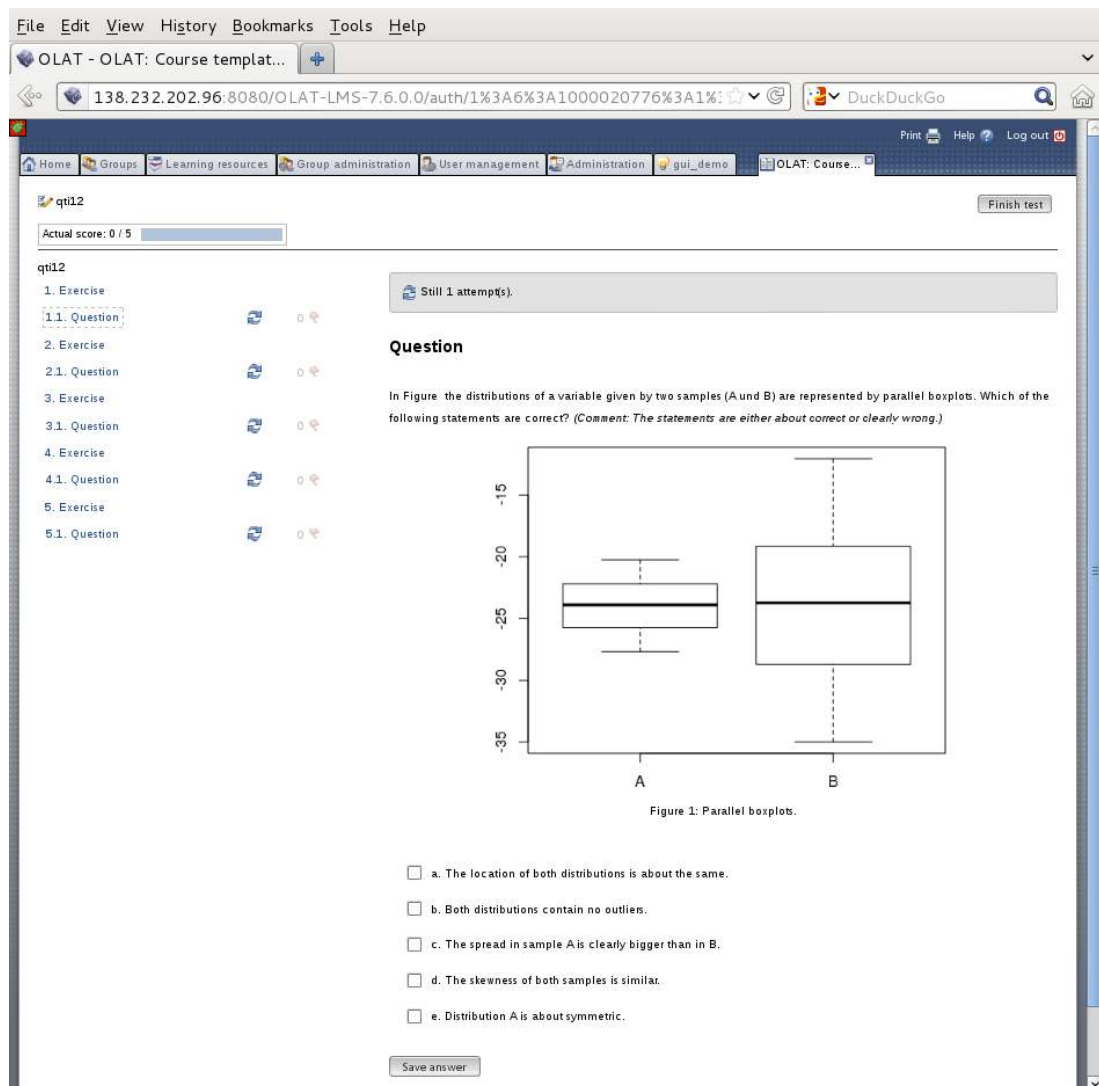 File Edit View History Bookmarks Tools Help
OLAT - OLAT: Course templat...
138.232.202.96:8080/OLAT-LMS-7.6.0.0/auth/1%3A6%3A1000020776%3A1%3
DuckDuckGo
Print Help Log out
Home Groups Learning resources Group administration User management Administration gui_demo OLAT: Course...
qti12
Finish test
Actual score: 0 / 5
qti12
1. Exercise
Still 1 attempt(s).
1.1. Question 0
2. Exercise
Question
2.1. Question 0
3. Exercise
In Figure the distributions of a variable given by two samples (A und B) are represented by parallel boxplots. Which of the
following statements are correct? (Comment: The statements are either about correct or clearly wrong.)
3.1. Question 0
4. Exercise
4.1. Question 0
5. Exercise
5.1. Question 0
-15
-20
-25
-30
-35
A B
Figure 1: Parallel boxplots.
a. The location of both distributions is about the same.
b. Both distributions contain no outliers.
c. The spread in sample A is clearly bigger than in B.
d. The skewness of both samples is similar.
e. Distribution A is about symmetric.
Save answer